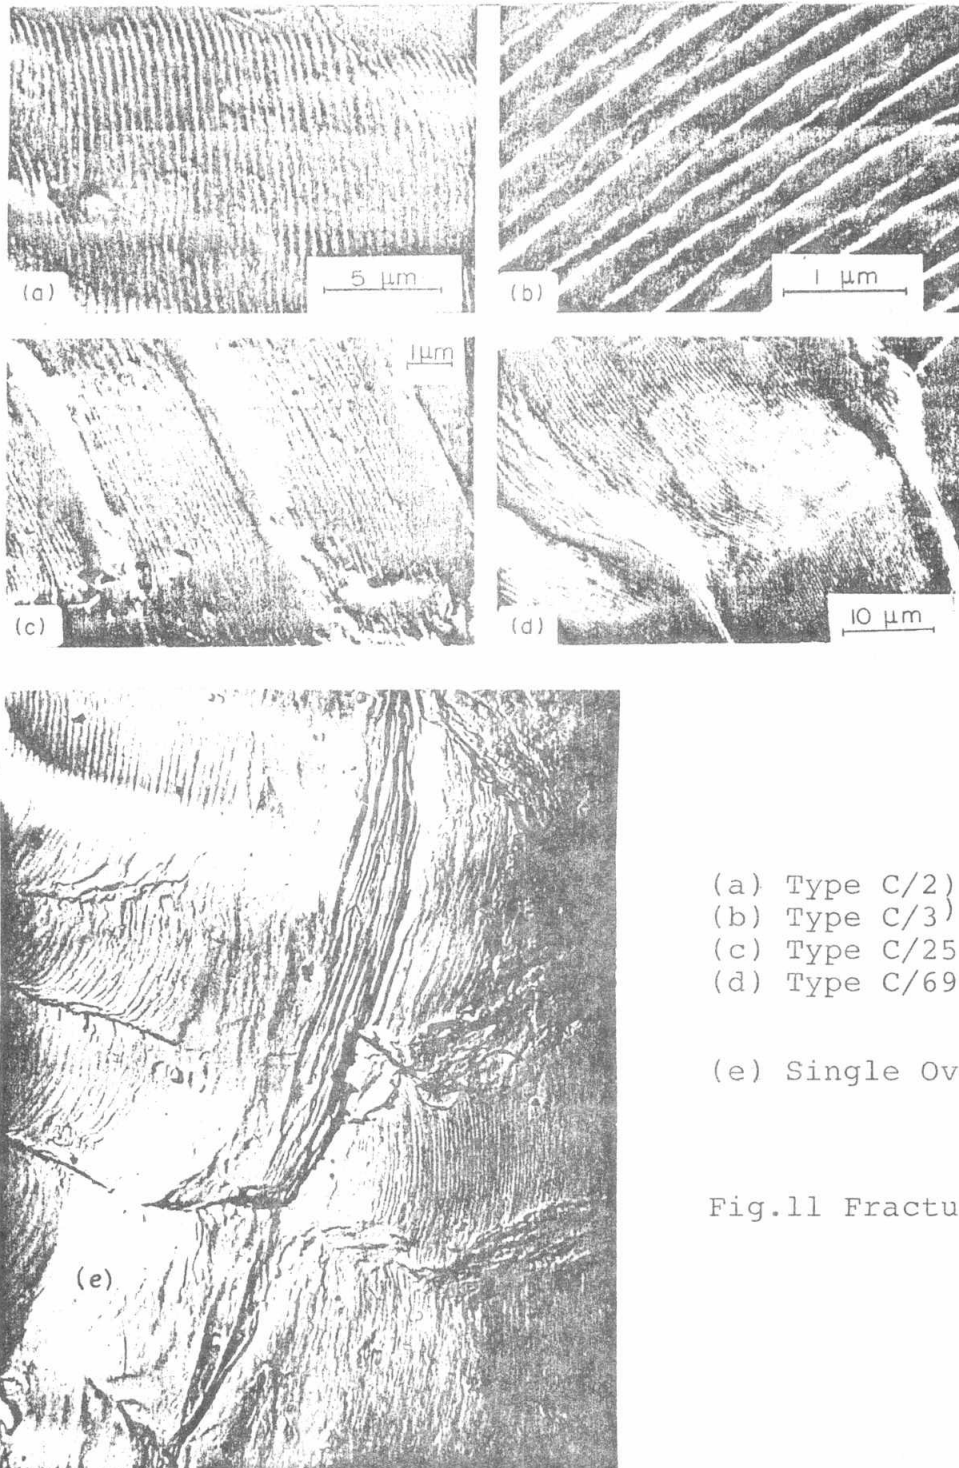 (a)
5 µm
(b)
1 µm
(c)
1µm
(d)
10 µm
(e)
(a) Type C/2)
(b) Type C/3)
(c) Type C/25
(d) Type C/69
(e) Single Ov
Fig.11 Fractu